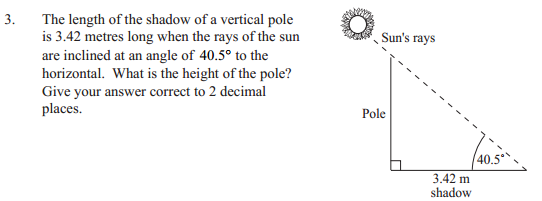 3. The length of the shadow of a vertical pole
is 3.42 metres long when the rays of the sun
are inclined at an angle of 40.5° to the
horizontal. What is the height of the pole?
Give your answer correct to 2 decimal
places.
Sun's rays
Pole
40.5°
3.42 m
shadow